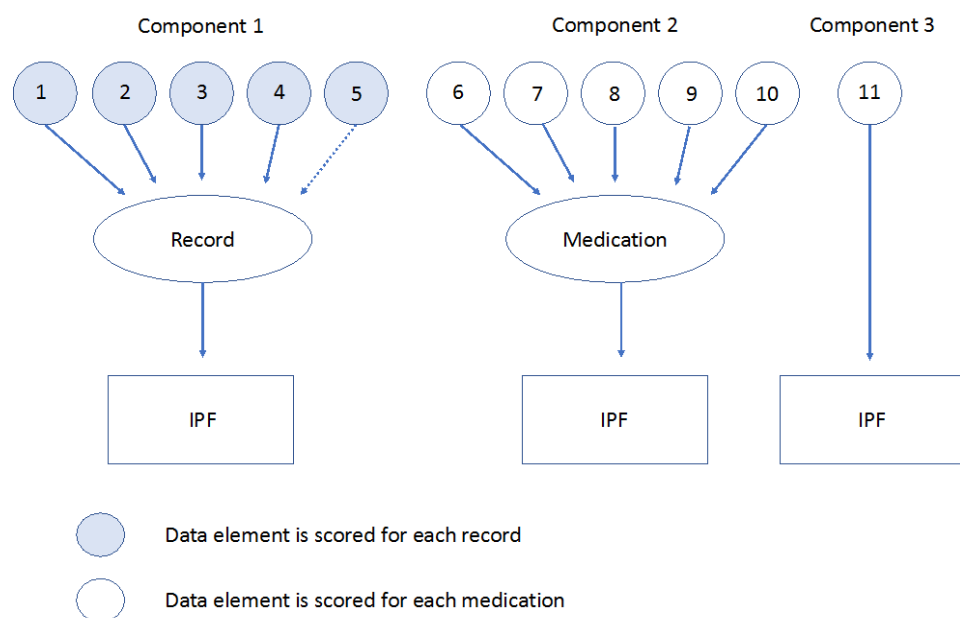 Component 1
Component 2
Component 3
1
2
3
4
5
6
7
8
9
10
11
Record
Medication
IPF
IPF
IPF
Data element is scored for each record
Data element is scored for each medication